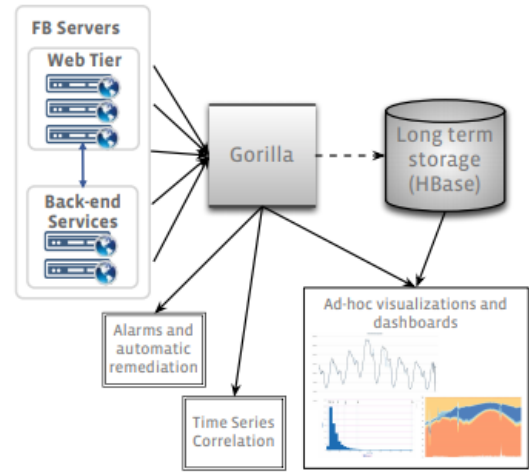 FB Servers
Web Tier
Back-end
Services
Gorilla
Long term
storage
(HBase)
Alarms and
automatic
remediation
Time Series
Correlation
Ad-hoc visualizations and
dashboards